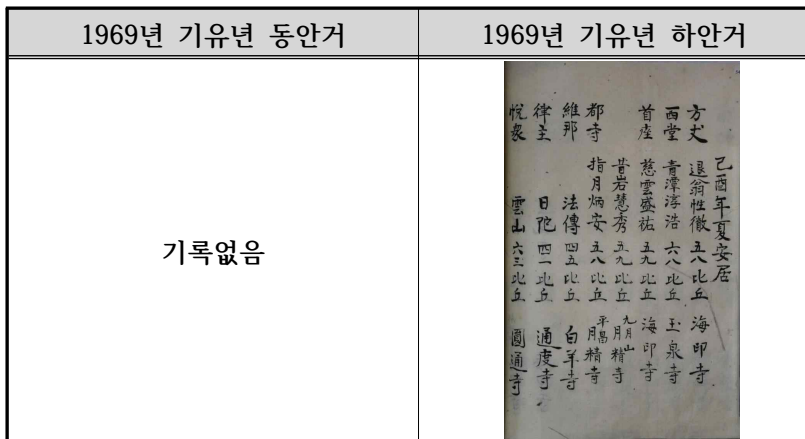 1969년 기유년 동안거
1969년 기유년 하안거
기록없음
己酉年夏安居
方丈 退翁性徹 五八 比丘 海印寺
西堂 青潭淳浩 六八 比丘 玉泉寺
首座 慈雲盛祐 五九 比丘 海印寺
昔岩慧秀 五九 比丘 九月山 月精寺
都寺 指月炳安 五八 比丘 平昌 月精寺
維那 法傳 四五 比丘 白羊寺
律主 日陀 四一 比丘 通度寺
悅衆 雲山 六三 比丘 圓通寺